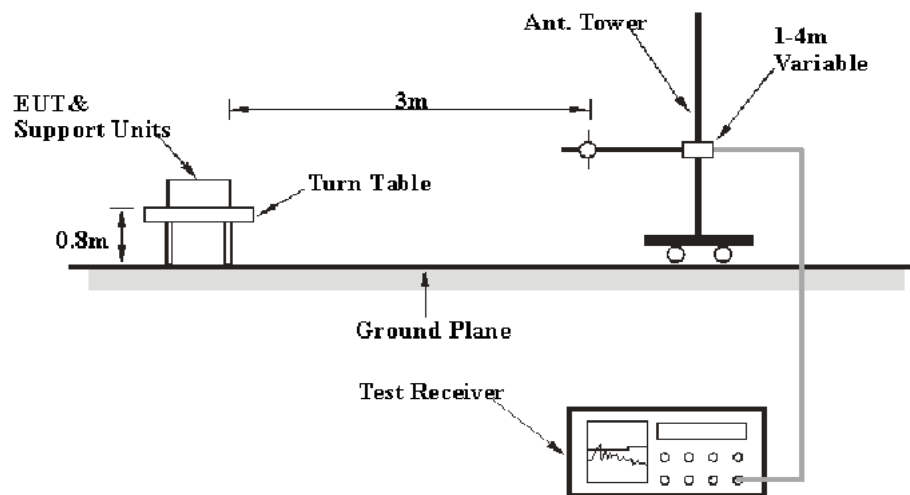 Ant. Tower
1-4m
Variable
3m
EUT&
Support Units
Turn Table
0.8m
Ground Plane
Test Receiver